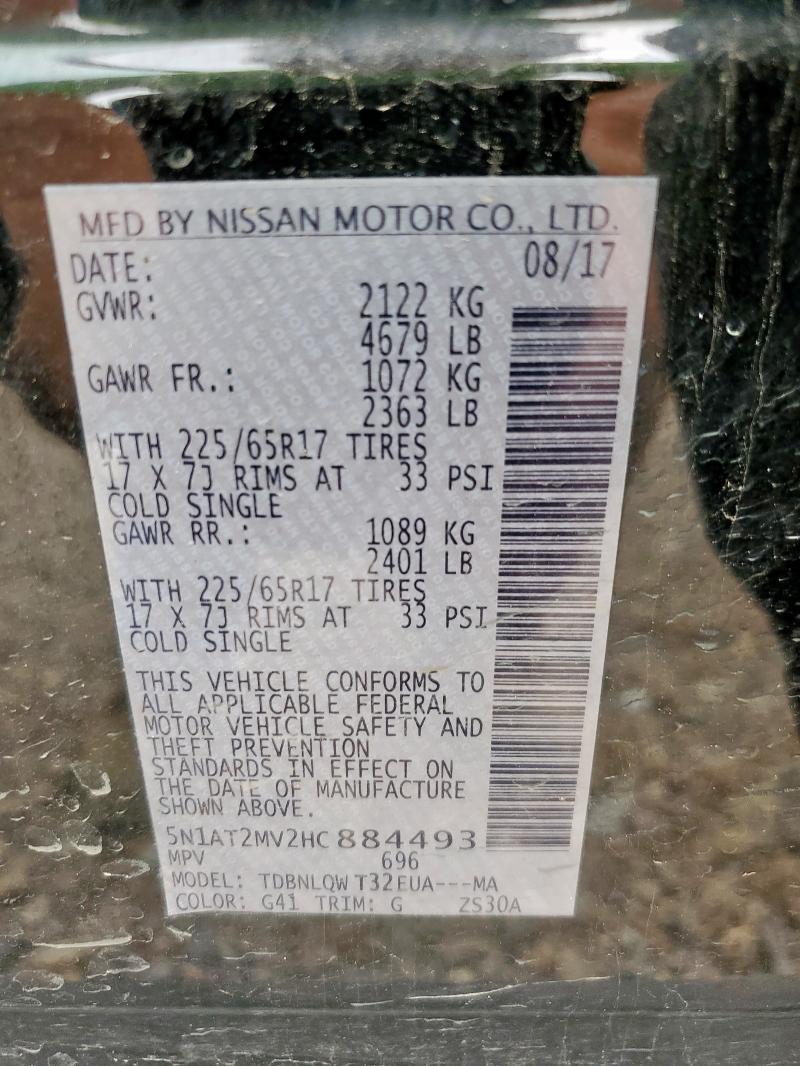 MFD BY NISSAN MOTOR CO., LTD.
DATE: 08/17
GVWR: 2122 KG
4679 LB
GAWR FR.: 1072 KG
2363 LB
WITH 225/65R17 TIRES
17 X 7J RIMS AT 33 PSI
COLD SINGLE
GAWR RR.: 1089 KG
2401 LB
WITH 225/65R17 TIRES
17 X 7J RIMS AT 33 PSI
COLD SINGLE
THIS VEHICLE CONFORMS TO
ALL APPLICABLE FEDERAL
MOTOR VEHICLE SAFETY AND
THEFT PREVENTION
STANDARDS IN EFFECT ON
THE DATE OF MANUFACTURE
SHOWN ABOVE.
5N1AT2MV2HC884493
MPV 696
MODEL: TDBNLQW T32EUA---MA
COLOR: G41 TRIM: G ZS30A